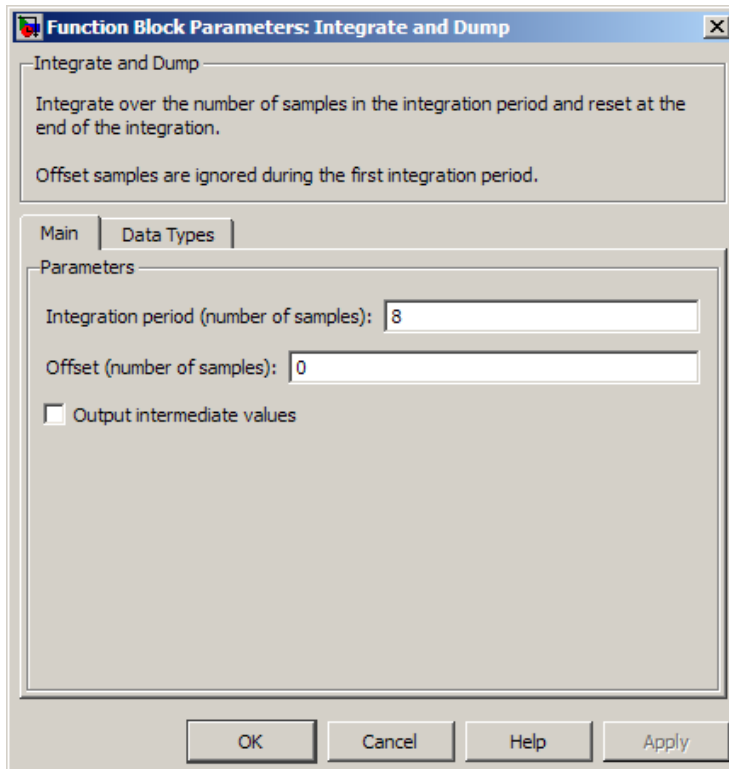 Function Block Parameters: Integrate and Dump
Integrate and Dump
Integrate over the number of samples in the integration period and reset at the
end of the integration.
Offset samples are ignored during the first integration period.
Main Data Types
Parameters
Integration period (number of samples): 8
Offset (number of samples): 0
Output intermediate values
OK Cancel Help Apply